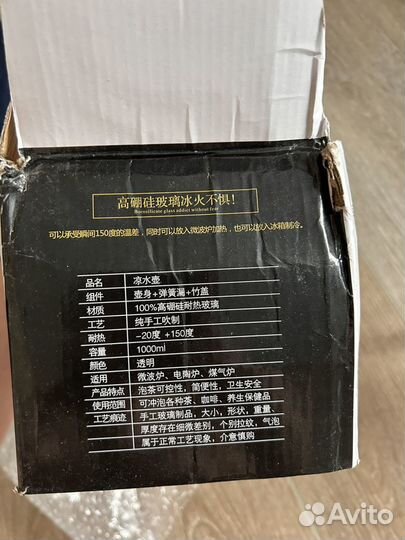 高硼硅玻璃冰火不惧!
Borosilicate glass addict without fear
可以承受瞬间150度的温差,同时可以放入微波炉加热,也可以放入冰箱制冷。
品名 凉水壶
组件 壶身+弹簧漏+竹盖
材质 100%高硼硅耐热玻璃
工艺 纯手工吹制
耐热 -20度 +150度
容量 1000ml
颜色 透明
适用 微波炉、电陶炉、煤气炉
产品特点 泡茶可控性,简便性,卫生安全
使用范围 可冲泡各种茶、咖啡、养生保健品
工艺痕迹 手工玻璃制品,大小,形状,重量、
厚度存在细微差别,个别拉纹,气泡
属于正常工艺现象,介意慎购
Avito